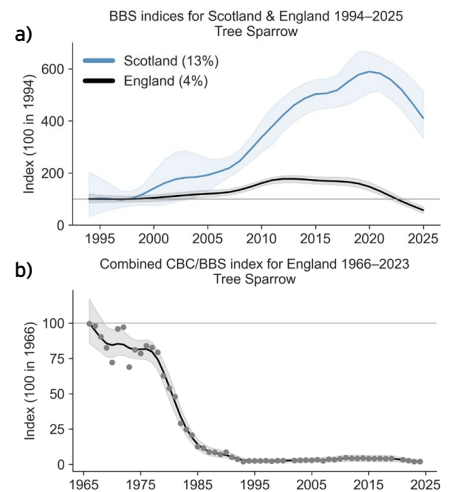 a)
BBS indices for Scotland & England 1994–2025
Tree Sparrow
Scotland (13%)
England (4%)
Index (100 in 1994)
600
400
200
0
1995 2000 2005 2010 2015 2020 2025
b)
Combined CBC/BBS index for England 1966–2023
Tree Sparrow
Index (100 in 1966)
100
75
50
25
0
1965 1975 1985 1995 2005 2015 2025